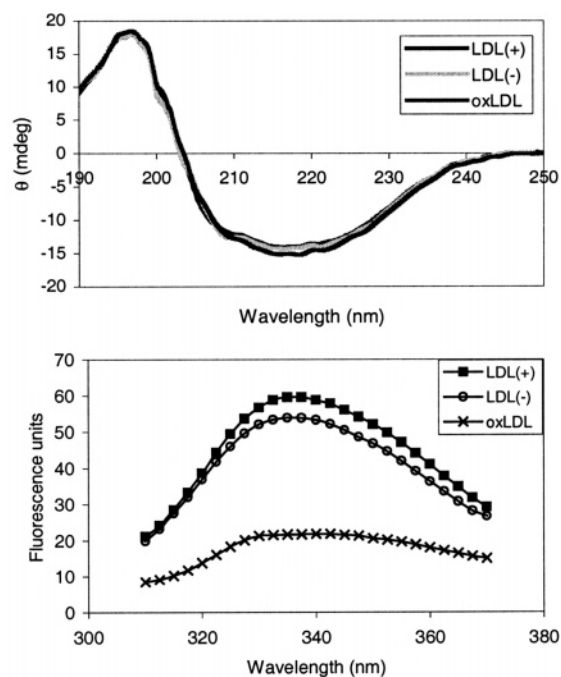 20
15
10
5
0
-5
-10
-15
-20
θ (mdeg)
190 200 210 220 230 240 250
Wavelength (nm)
LDL(+)
LDL(-)
oxLDL
70
60
50
40
30
20
10
0
Fluorescence units
300 320 340 360 380
Wavelength (nm)
LDL(+)
LDL(-)
oxLDL